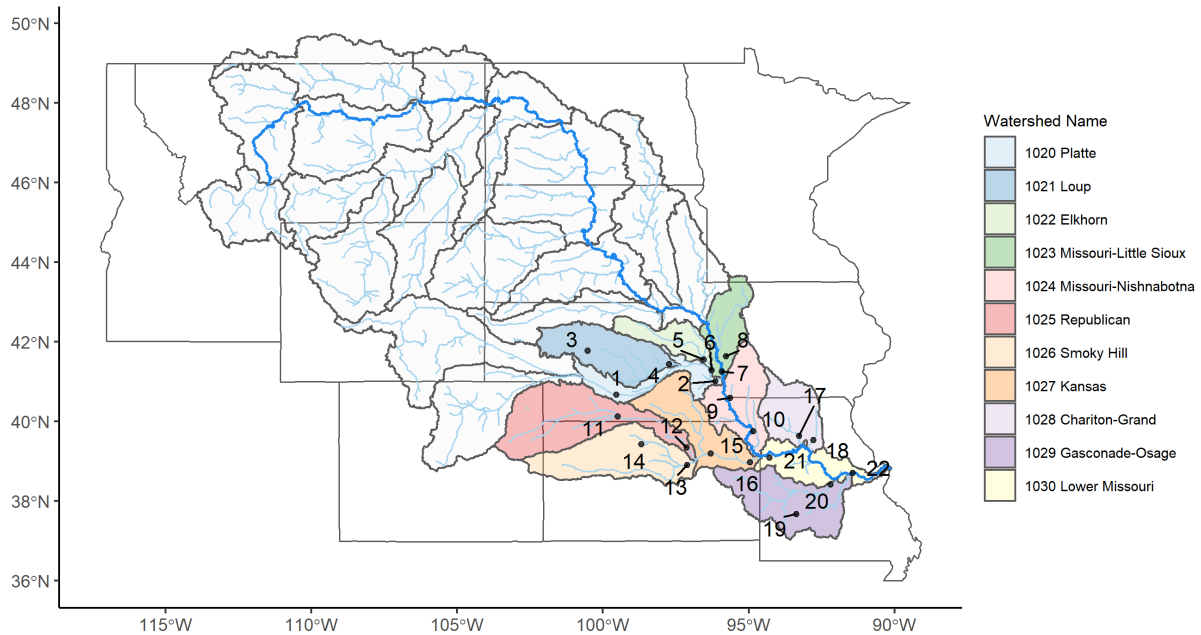 50°N
48°N
46°N
44°N
42°N
40°N
38°N
36°N
115°W
110°W
105°W
100°W
95°W
90°W
3
5
6
8
1
4
2
7
9
11
12
10
17
14
13
15
16
21
18
22
20
19
Watershed Name
1020 Platte
1021 Loup
1022 Elkhorn
1023 Missouri-Little Sioux
1024 Missouri-Nishnabotna
1025 Republican
1026 Smoky Hill
1027 Kansas
1028 Chariton-Grand
1029 Gasconade-Osage
1030 Lower Missouri